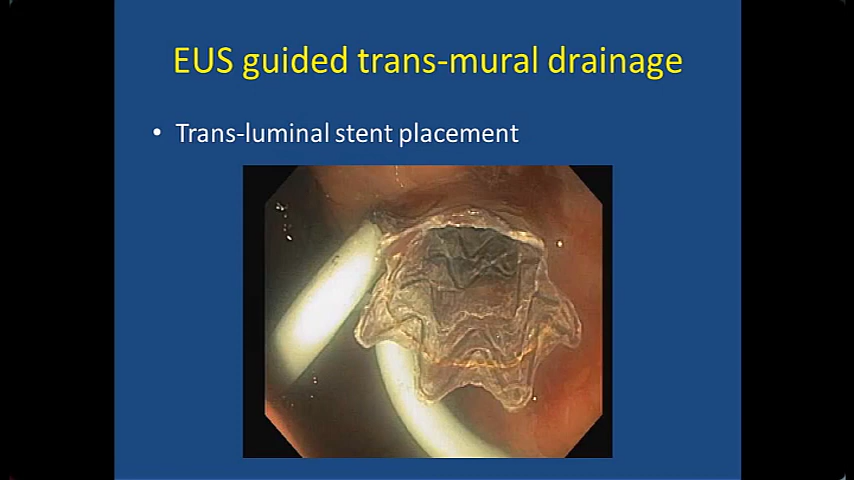 EUS guided trans-mural drainage
• Trans-luminal stent placement